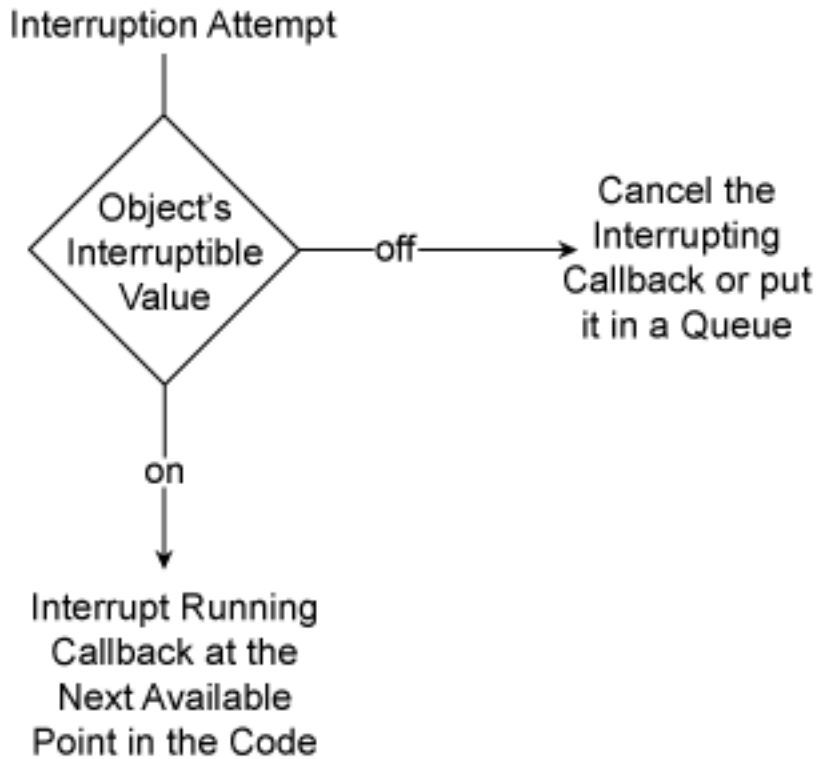 Interruption Attempt
Object's
Interruptible
Value
off
Cancel the
Interrupting
Callback or put
it in a Queue
on
Interrupt Running
Callback at the
Next Available
Point in the Code